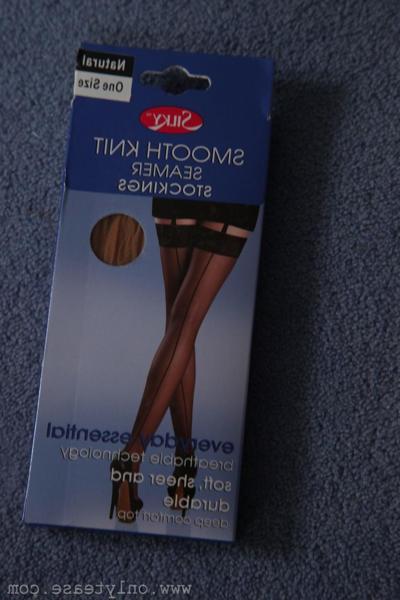 Natural
One Size
SILKY™
SMOOTH KNIT
SEAMER
STOCKINGS
everyday essential
breathable technology
soft, sheer and
durable
deep comfort top
www.onlytease.com